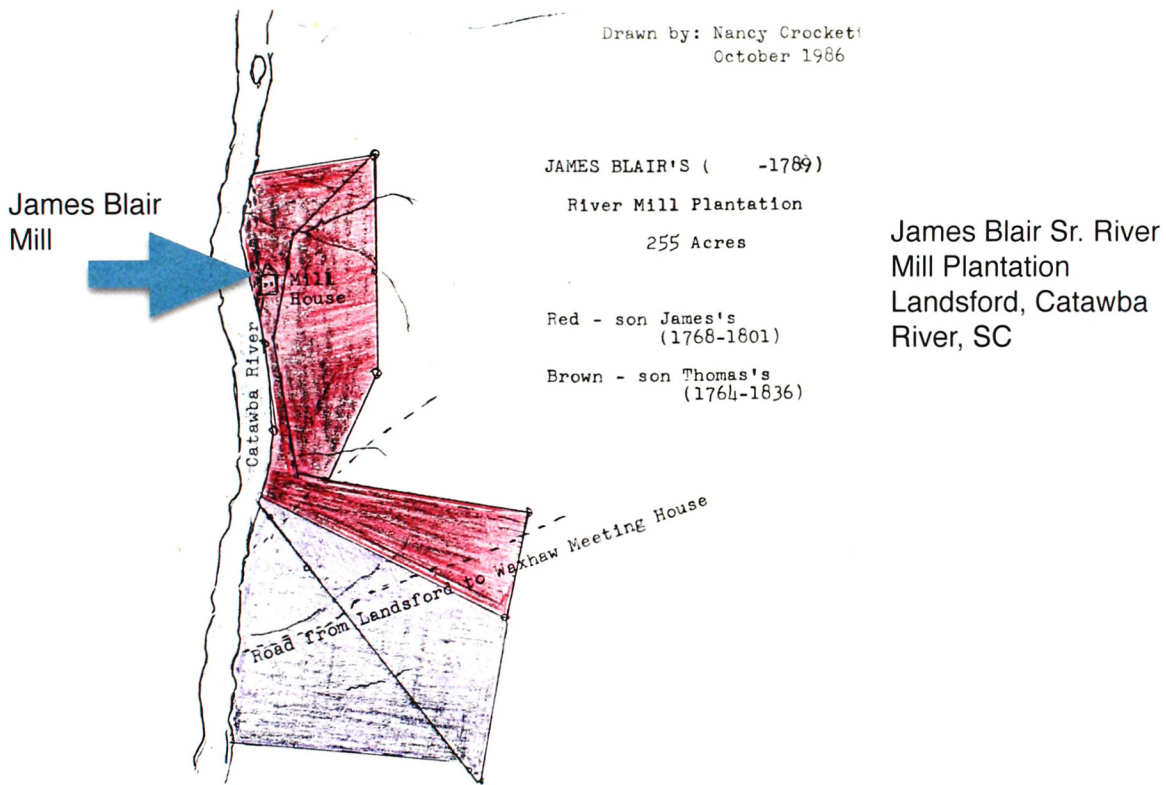 Drawn by: Nancy Crockett
October 1986
JAMES BLAIR'S (     -1789)
River Mill Plantation
255 Acres
James Blair
Mill
James Blair Sr. River
Mill Plantation
Landsford, Catawba
River, SC
Mill
House
Red - son James's
(1768-1801)
Brown - son Thomas's
(1764-1836)
Catawba River
Road from Landsford to Waxhaw Meeting House